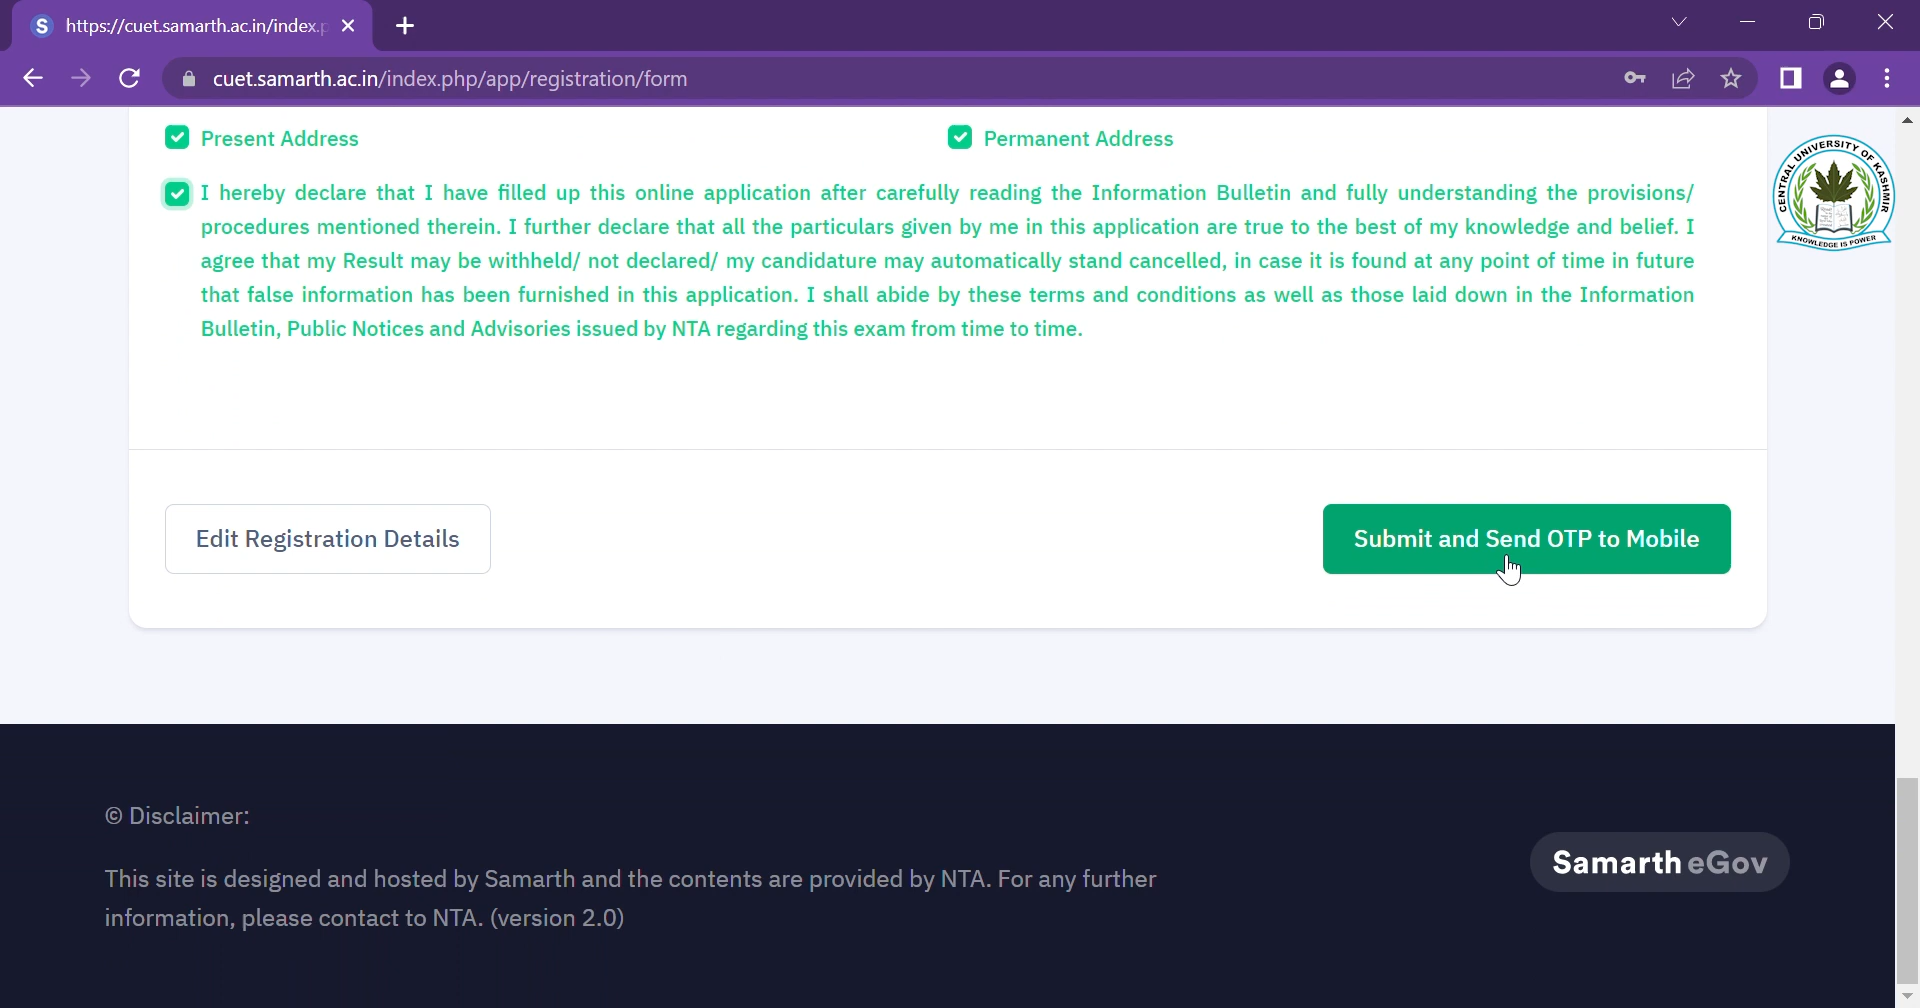 https://cuet.samarth.ac.in/index.p
cuet.samarth.ac.in/index.php/app/registration/form
Present Address
Permanent Address
I hereby declare that I have filled up this online application after carefully reading the Information Bulletin and fully understanding the provisions/
procedures mentioned therein. I further declare that all the particulars given by me in this application are true to the best of my knowledge and belief. I
agree that my Result may be withheld/ not declared/ my candidature may automatically stand cancelled, in case it is found at any point of time in future
that false information has been furnished in this application. I shall abide by these terms and conditions as well as those laid down in the Information
Bulletin, Public Notices and Advisories issued by NTA regarding this exam from time to time.
CENTRAL UNIVERSITY OF KASHMIR
KNOWLEDGE IS POWER
Edit Registration Details
Submit and Send OTP to Mobile
© Disclaimer:
This site is designed and hosted by Samarth and the contents are provided by NTA. For any further
information, please contact to NTA. (version 2.0)
Samarth eGov